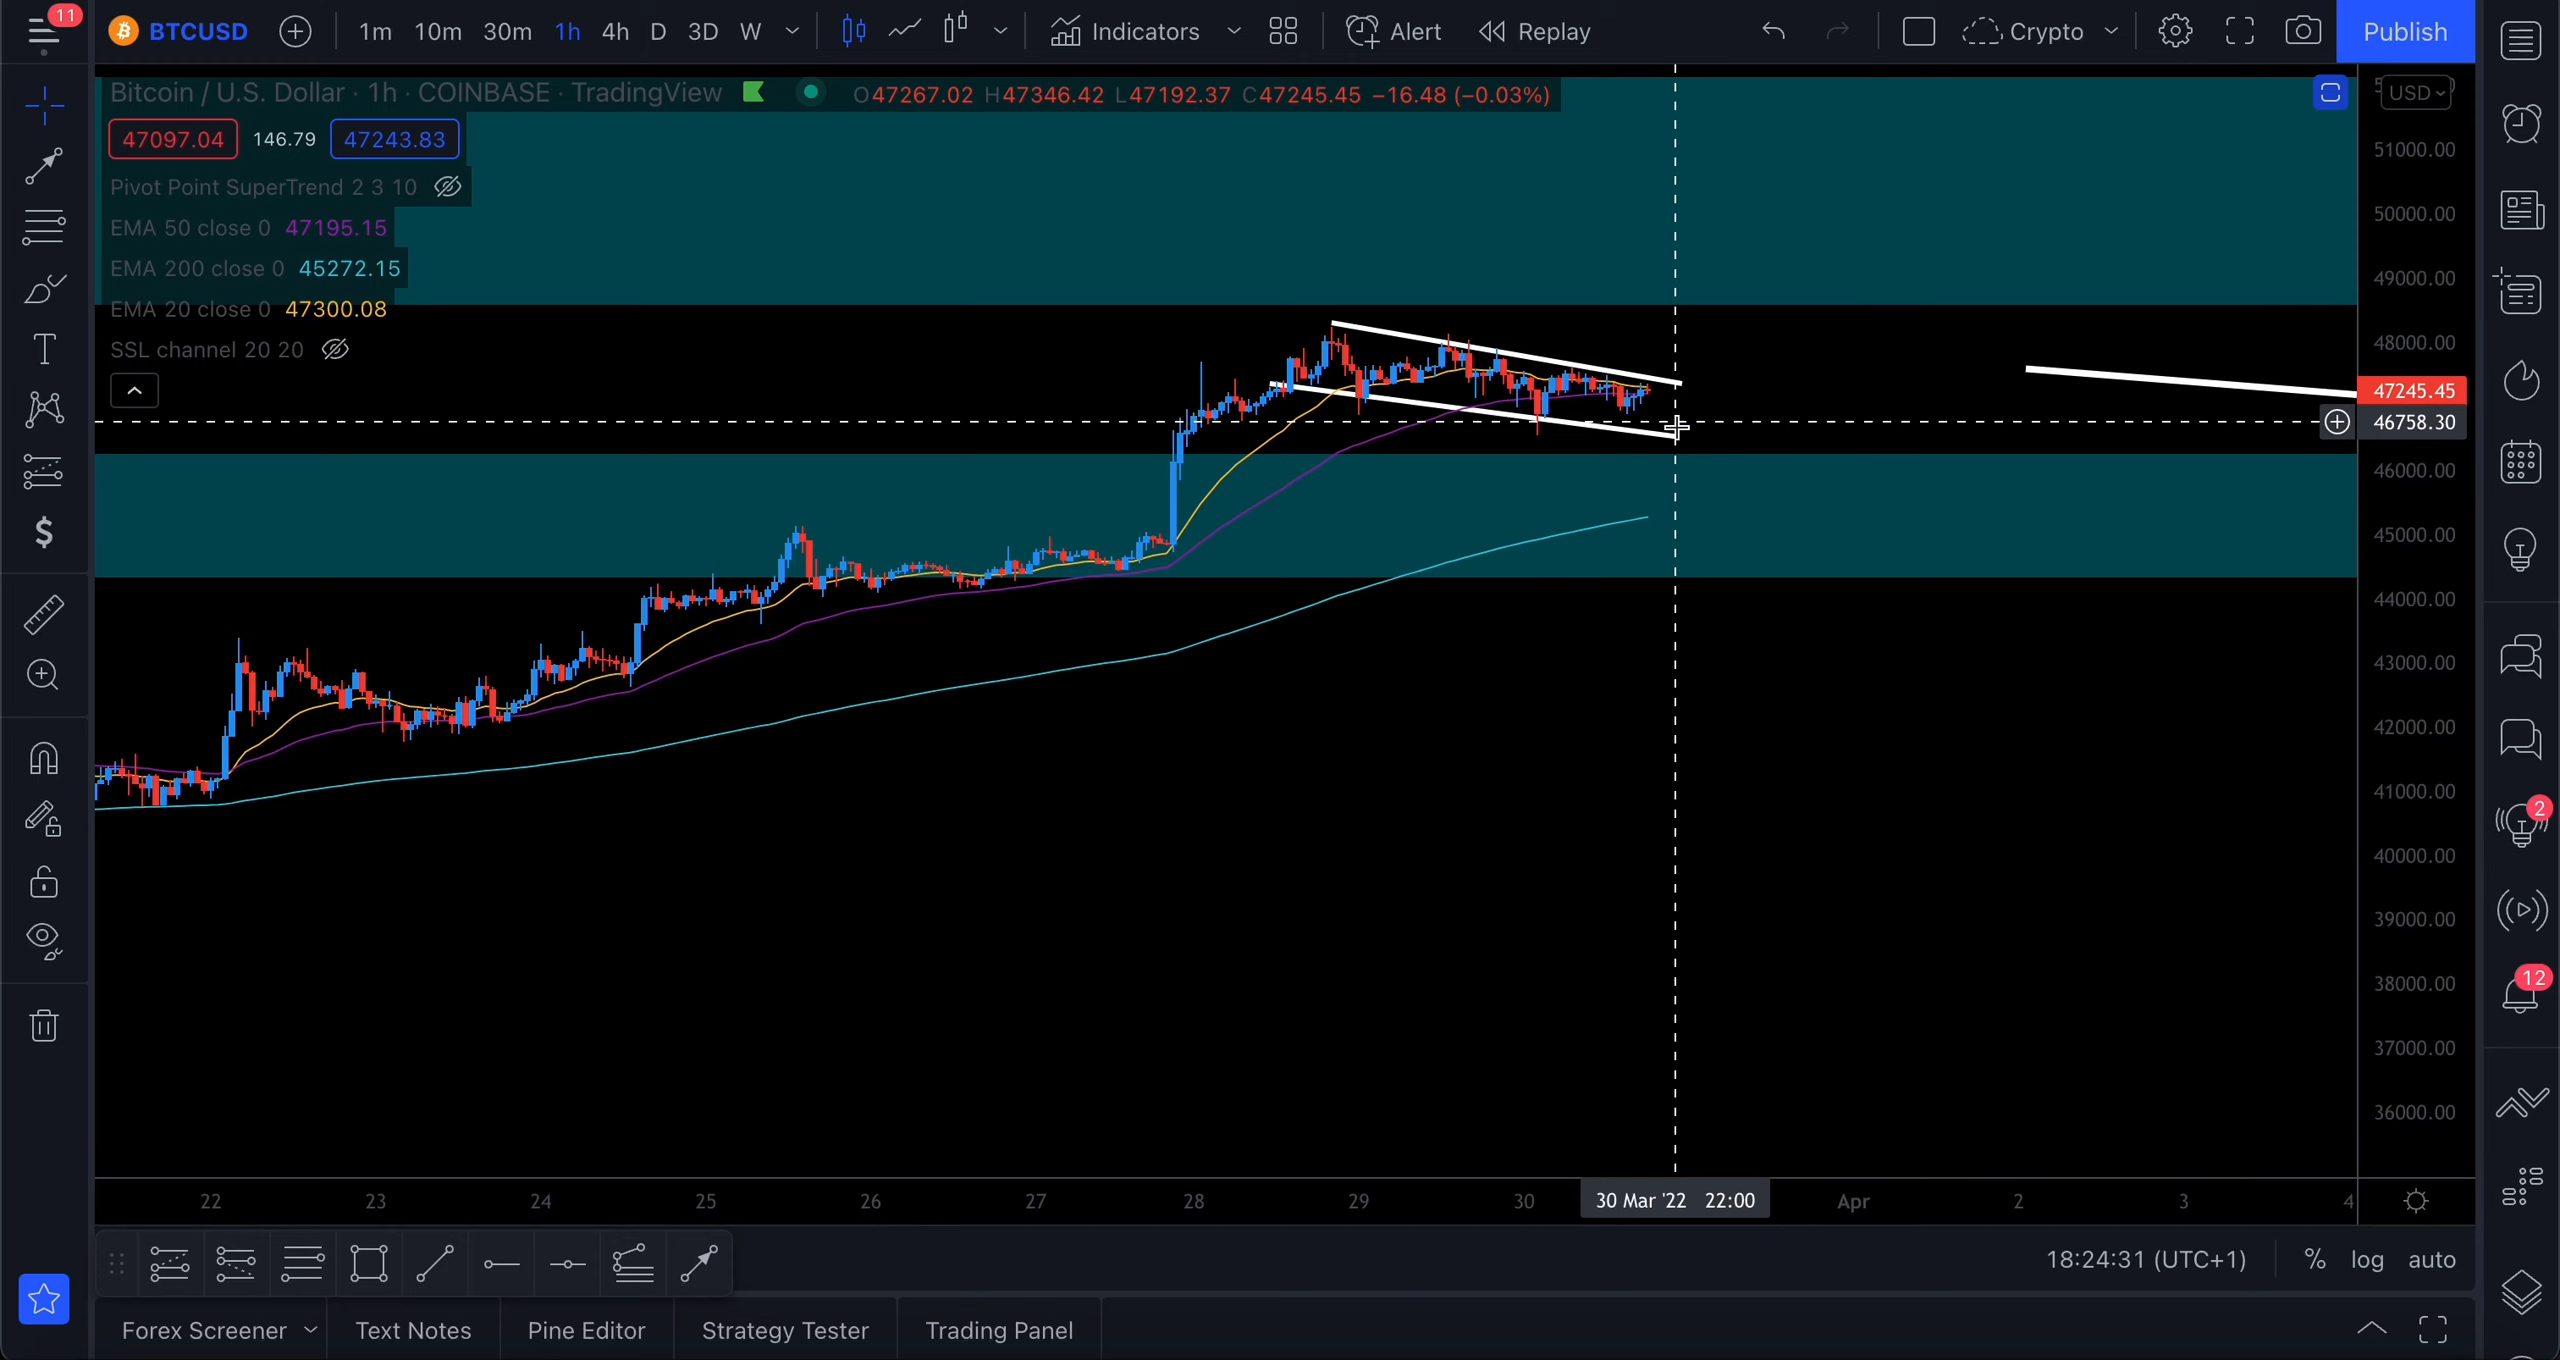 11
BTCUSD 1m 10m 30m 1h 4h D 3D W Indicators Alert Replay Crypto Publish
Bitcoin / U.S. Dollar · 1h · COINBASE · TradingView O47267.02 H47346.42 L47192.37 C47245.45 −16.48 (−0.03%)
USD
47097.04 146.79 47243.83
Pivot Point SuperTrend 2 3 10
EMA 50 close 0 47195.15
EMA 200 close 0 45272.15
EMA 20 close 0 47300.08
SSL channel 20 20
51000.00
50000.00
49000.00
48000.00
47245.45
46758.30
46000.00
45000.00
44000.00
43000.00
42000.00
41000.00
40000.00
39000.00
38000.00
37000.00
36000.00
2
12
22 23 24 25 26 27 28 29 30 30 Mar '22 22:00 Apr 2 3 4
18:24:31 (UTC+1) % log auto
Forex Screener Text Notes Pine Editor Strategy Tester Trading Panel